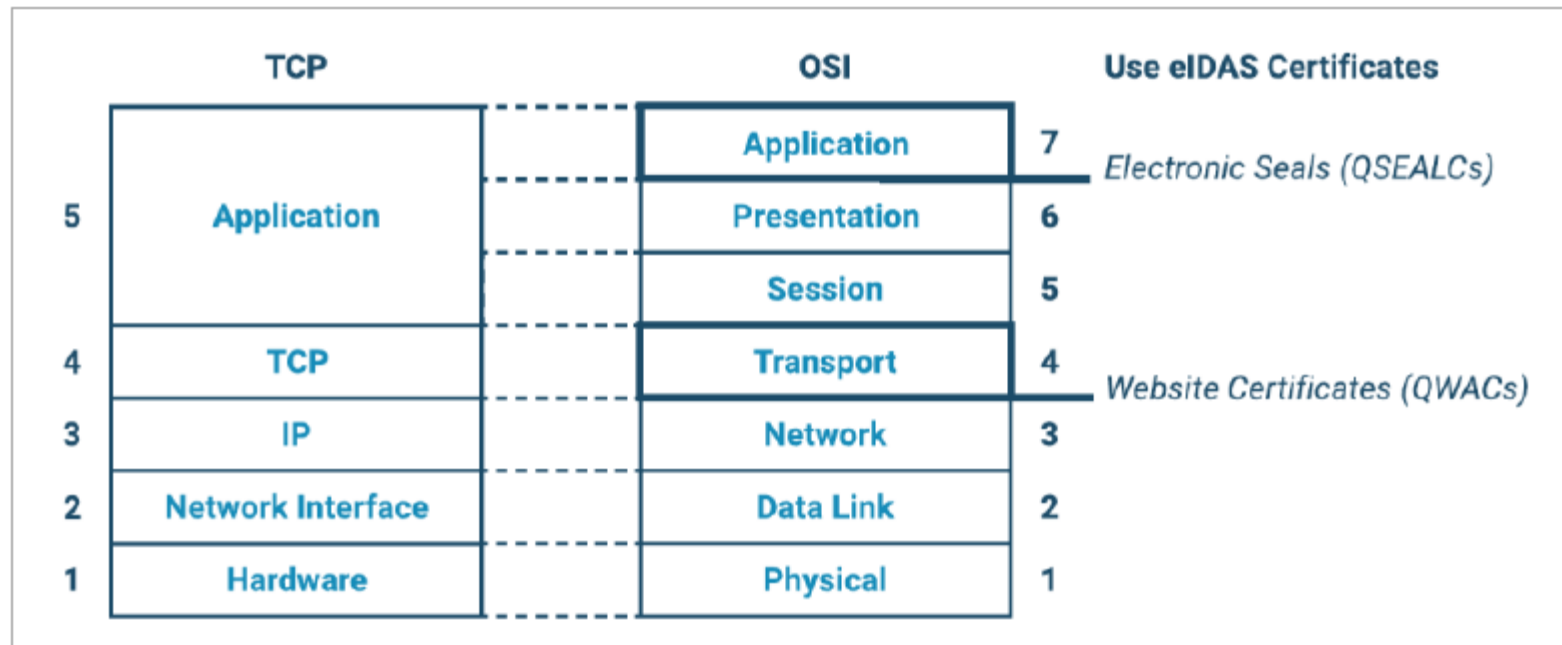 TCP OSI Use eIDAS Certificates
Application 7
Electronic Seals (QSEALCs)
5 Application Presentation 6
Session 5
4 TCP Transport 4
Website Certificates (QWACs)
3 IP Network 3
2 Network Interface Data Link 2
1 Hardware Physical 1